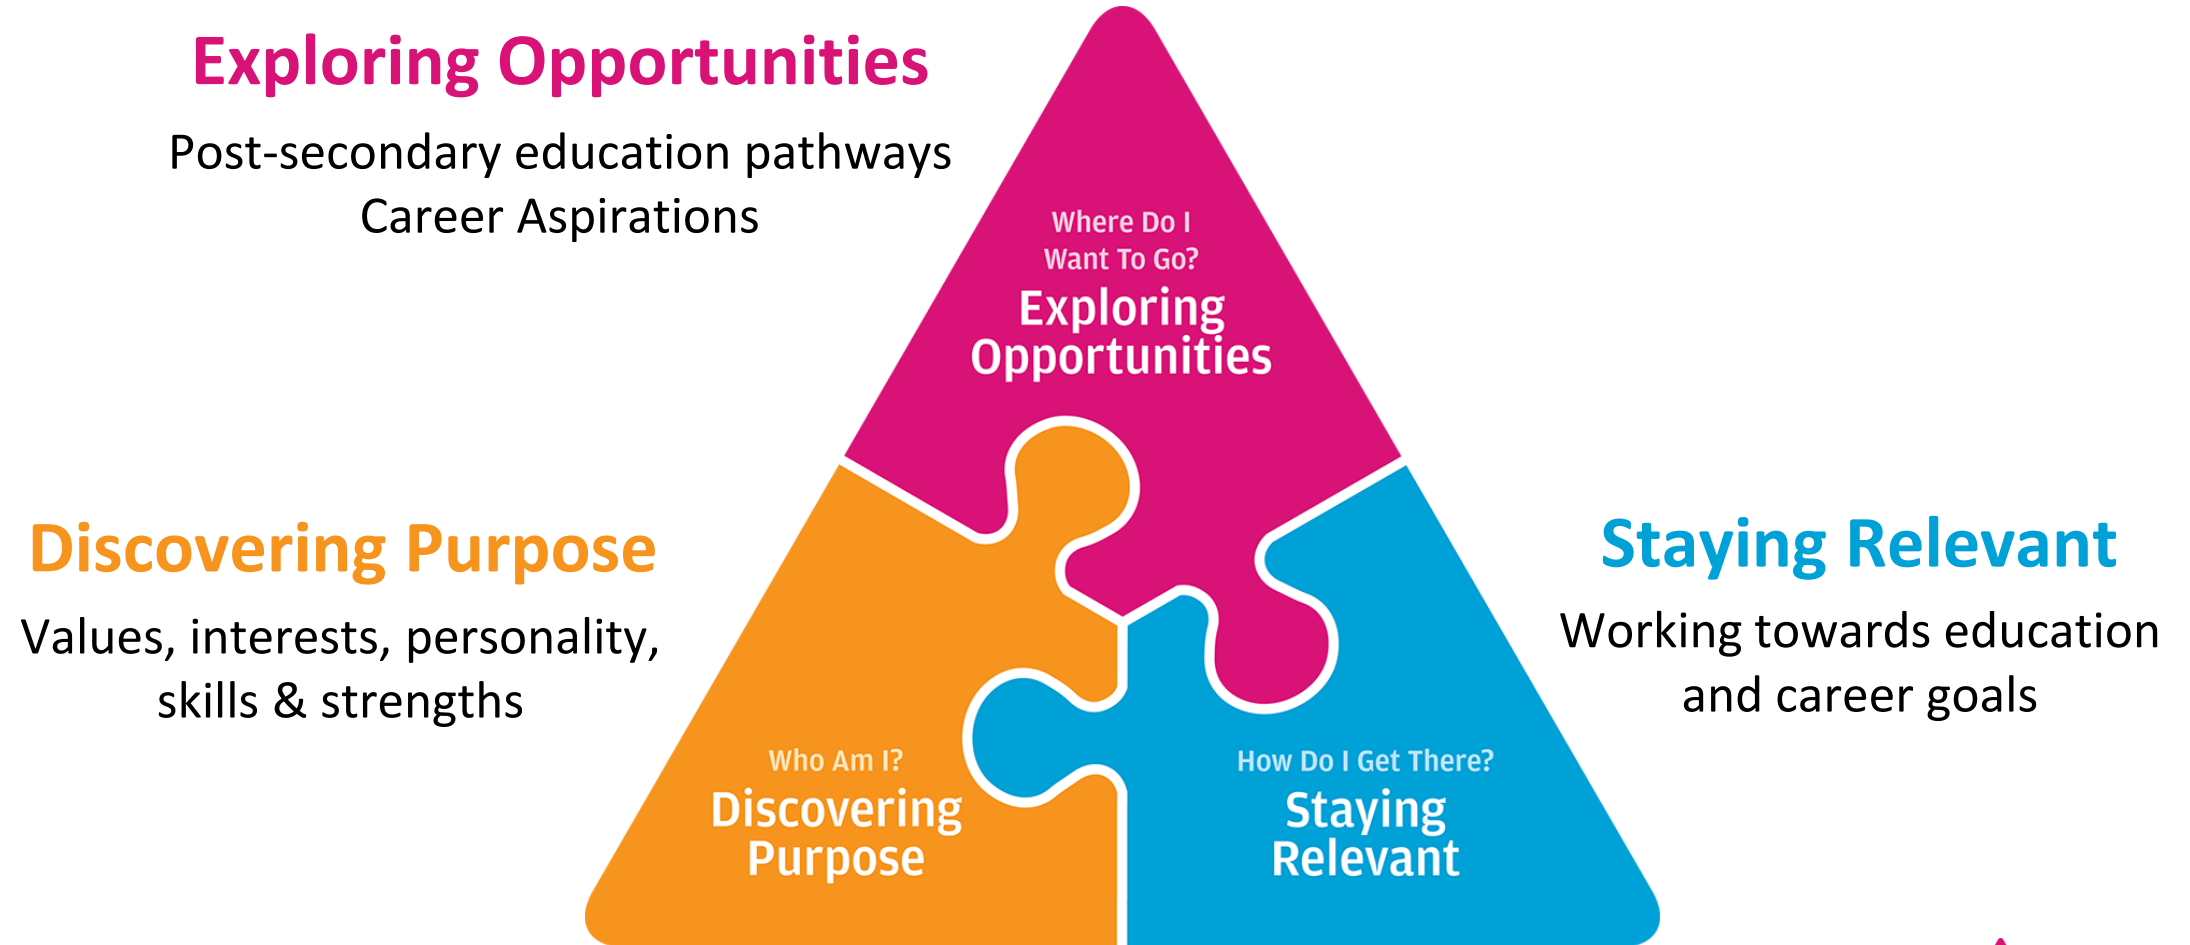 Exploring Opportunities
Post-secondary education pathways
Career Aspirations
Where Do I
Want To Go?
Exploring
Opportunities
Discovering Purpose
Values, interests, personality,
skills & strengths
Staying Relevant
Working towards education
and career goals
Who Am I?
Discovering
Purpose
How Do I Get There?
Staying
Relevant